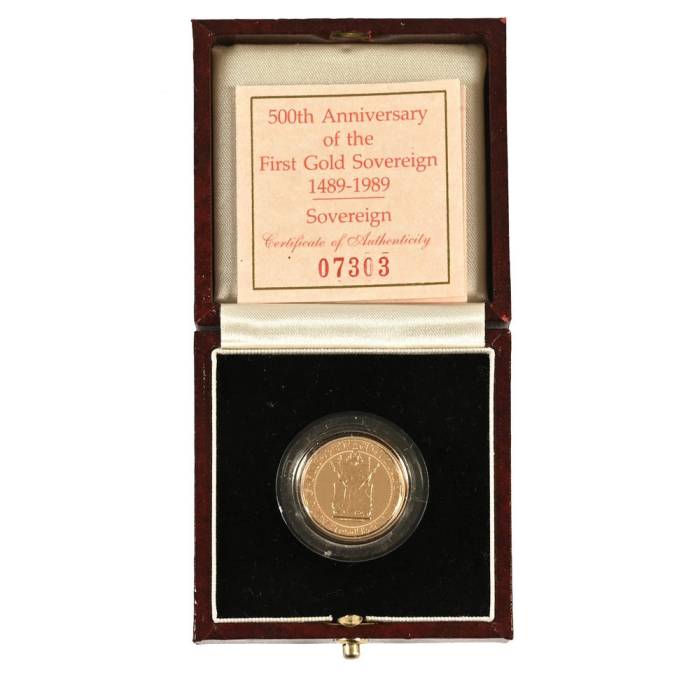 500th Anniversary
of the
First Gold Sovereign
1489-1989
Sovereign
Certificate of Authenticity
07303